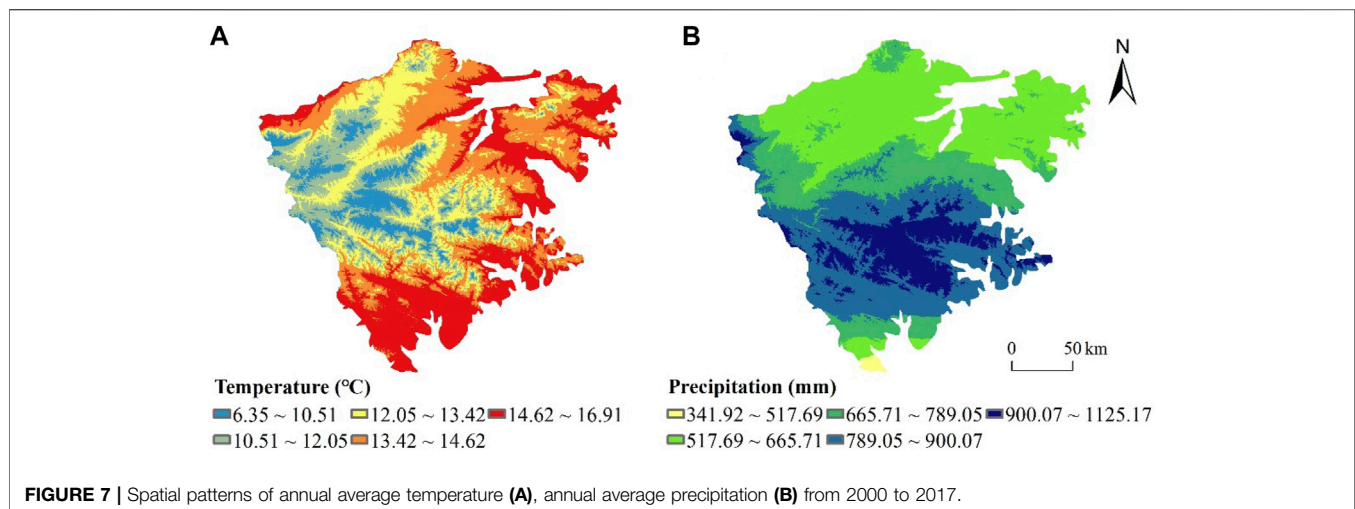 A
B
N
0 50 km
Temperature (°C)
6.35 ~ 10.51 12.05 ~ 13.42 14.62 ~ 16.91
10.51 ~ 12.05 13.42 ~ 14.62
Precipitation (mm)
341.92 ~ 517.69 665.71 ~ 789.05 900.07 ~ 1125.17
517.69 ~ 665.71 789.05 ~ 900.07
FIGURE 7 | Spatial patterns of annual average temperature (A), annual average precipitation (B) from 2000 to 2017.